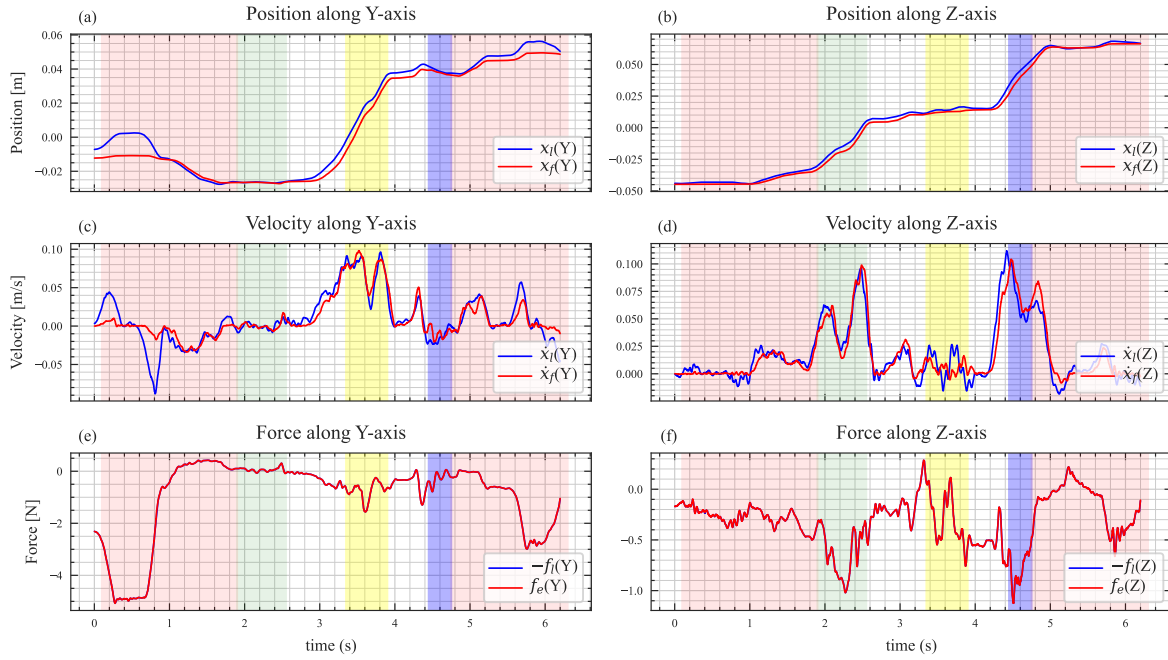 (a) Position along Y-axis
(b) Position along Z-axis
Position [m]
0.06
0.04
0.02
0.00
−0.02
0.050
0.025
0.000
−0.025
−0.050
x_l(Y)
x_f(Y)
x_l(Z)
x_f(Z)
(c) Velocity along Y-axis
(d) Velocity along Z-axis
Velocity [m/s]
0.10
0.05
0.00
−0.05
0.100
0.075
0.050
0.025
0.000
ẋ_l(Y)
ẋ_f(Y)
ẋ_l(Z)
ẋ_f(Z)
(e) Force along Y-axis
(f) Force along Z-axis
Force [N]
0
−2
−4
0.0
−0.5
−1.0
−f_l(Y)
f_e(Y)
−f_l(Z)
f_e(Z)
0 1 2 3 4 5 6
0 1 2 3 4 5 6
time (s)
time (s)